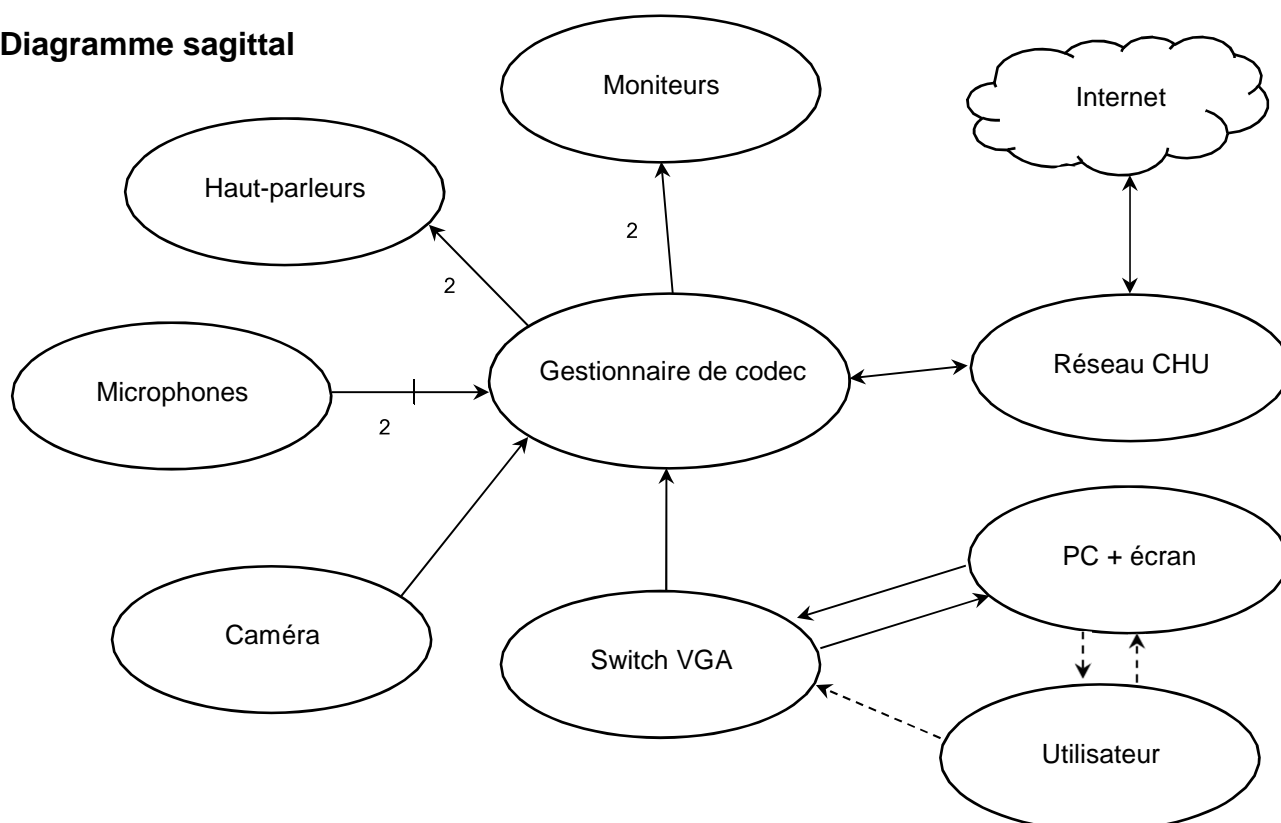 Diagramme sagittal
Moniteurs
Internet
Haut-parleurs
2
2
Gestionnaire de codec
Réseau CHU
Microphones
2
PC + écran
Caméra
Switch VGA
Utilisateur